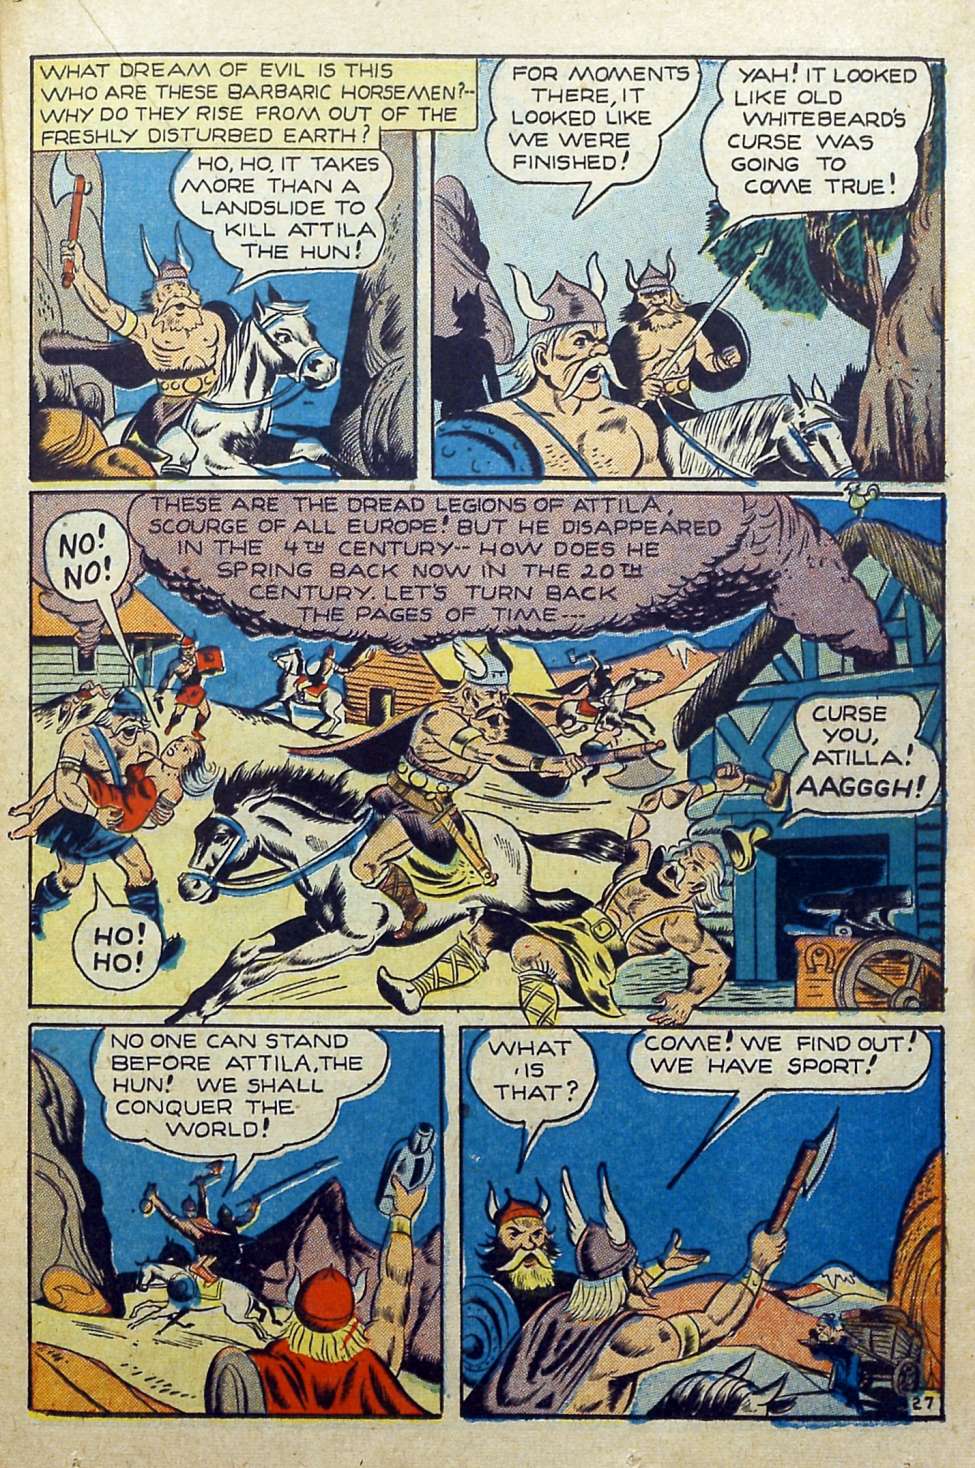 WHAT DREAM OF EVIL IS THIS
WHO ARE THESE BARBARIC HORSEMEN?--
WHY DO THEY RISE FROM OUT OF THE
FRESHLY DISTURBED EARTH?
HO, HO, IT TAKES
MORE THAN A
LANDSLIDE TO
KILL ATTILA
THE HUN!
FOR MOMENTS
THERE, IT
LOOKED LIKE
WE WERE
FINISHED!
YAH! IT LOOKED
LIKE OLD
WHITEBEARD'S
CURSE WAS
GOING TO
COME TRUE!
NO!
NO!
THESE ARE THE DREAD LEGIONS OF ATTILA,
SCOURGE OF ALL EUROPE! BUT HE DISAPPEARED
IN THE 4TH CENTURY-- HOW DOES HE
SPRING BACK NOW IN THE 20TH
CENTURY. LET'S TURN BACK
THE PAGES OF TIME---
CURSE
YOU,
ATILLA!
AAGGGH!
HO!
HO!
NO ONE CAN STAND
BEFORE ATTILA, THE
HUN! WE SHALL
CONQUER THE
WORLD!
WHAT
IS
THAT?
COME! WE FIND OUT!
WE HAVE SPORT!
27